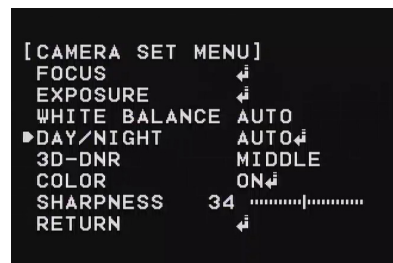 [CAMERA SET MENU]
FOCUS ↲
EXPOSURE ↲
WHITE BALANCE AUTO
DAY/NIGHT AUTO↲
3D-DNR MIDDLE
COLOR ON↲
SHARPNESS 34
RETURN ↲